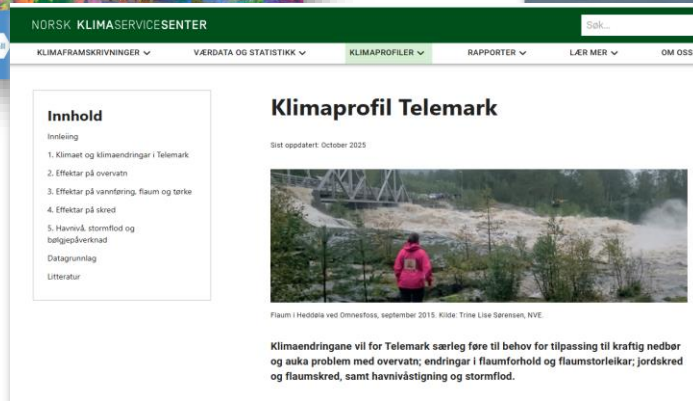 NORSK KLIMASERVICESENTER
Søk...
KLIMAFRAMSKRIVNINGER
VÆRDATA OG STATISTIKK
KLIMAPROFILER
RAPPORTER
LÆR MER
OM OSS
Innhold
Innleiing
1. Klimaet og klimaendringar i Telemark
2. Effektar på overvatn
3. Effektar på vannføring, flaum og tørke
4. Effektar på skred
5. Havnivå, stormflod og
bølgjepåverknad
Datagrunnlag
Litteratur
Klimaprofil Telemark
Sist oppdatert: October 2025
Flaum i Heddøla ved Omnesfoss, september 2015. Kilde: Trine Lise Sørensen, NVE.
Klimaendringane vil for Telemark særleg føre til behov for tilpassing til kraftig nedbør
og auka problem med overvatn; endringar i flaumforhold og flaumstorleikar; jordskred
og flaumskred, samt havnivåstigning og stormflod.